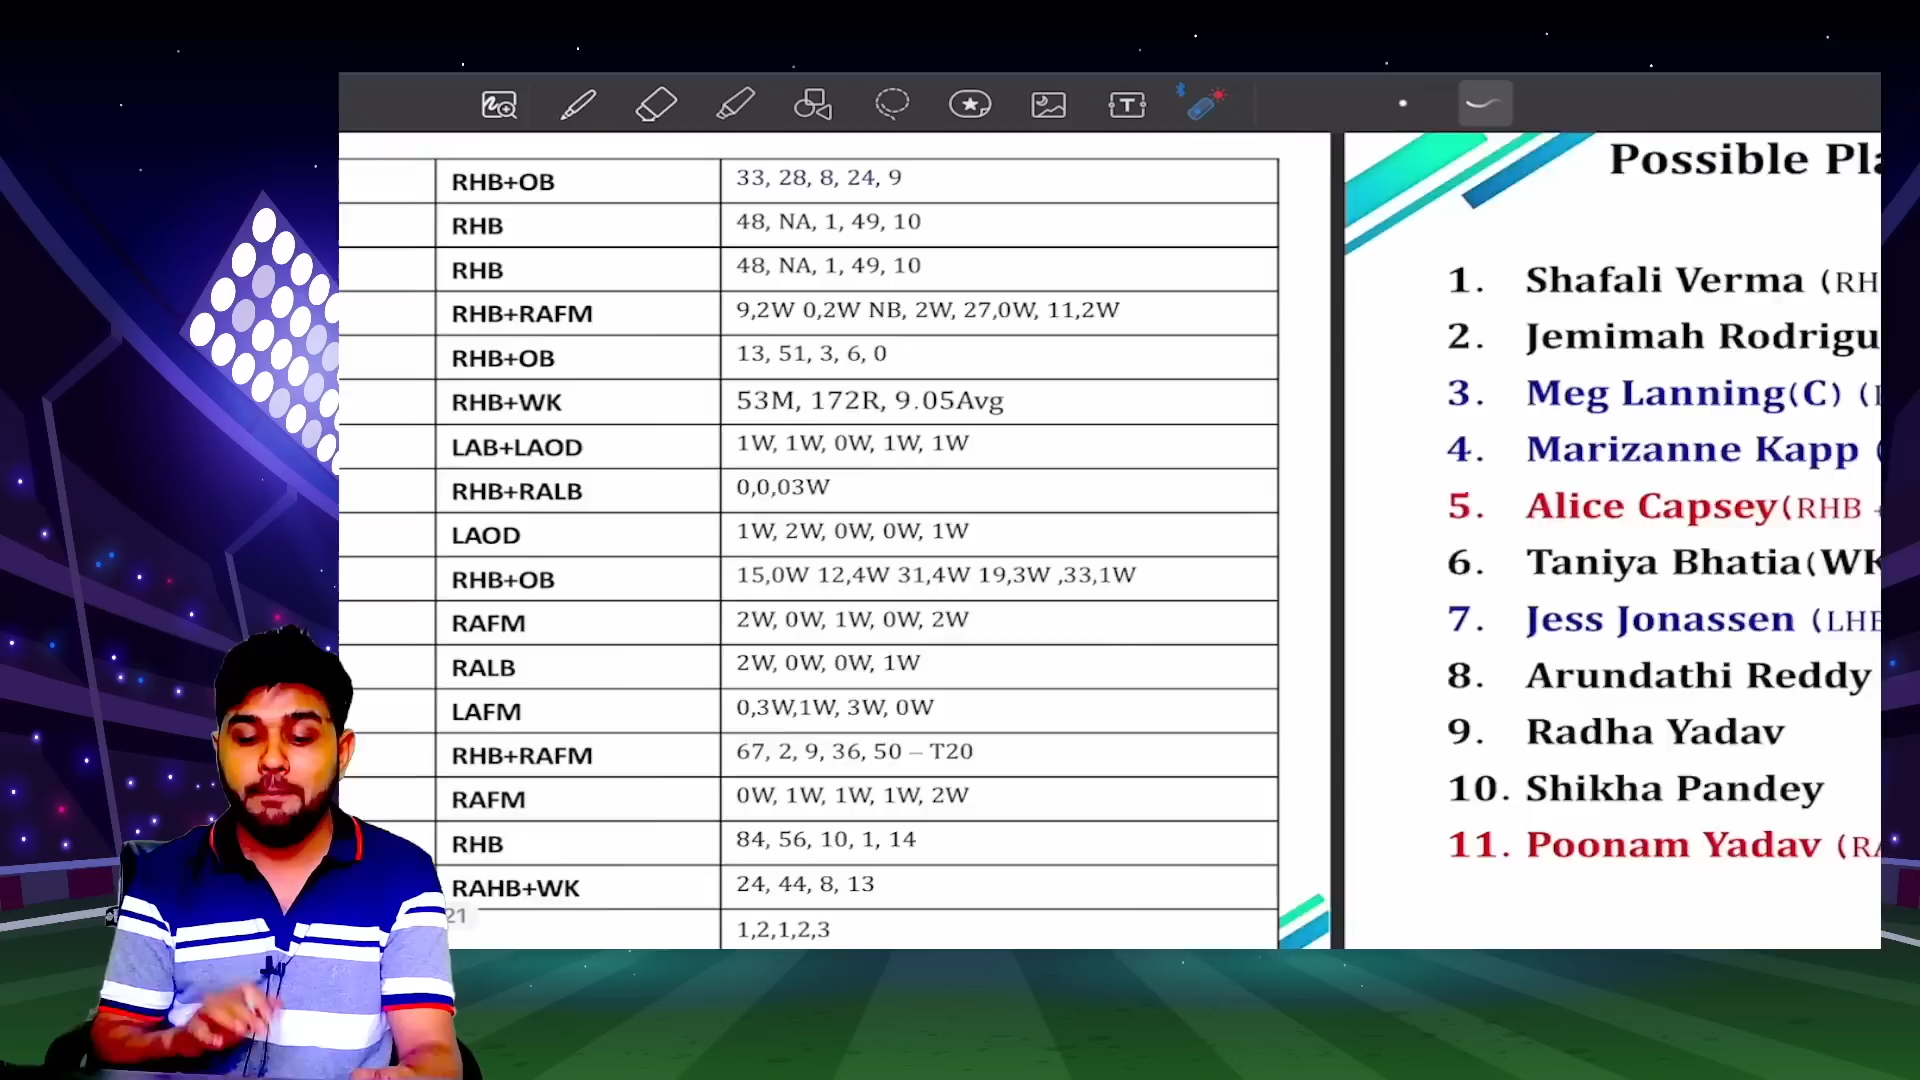 RHB+OB 33, 28, 8, 24, 9
RHB 48, NA, 1, 49, 10
RHB 48, NA, 1, 49, 10
RHB+RAFM 9,2W 0,2W NB, 2W, 27,0W, 11,2W
RHB+OB 13, 51, 3, 6, 0
RHB+WK 53M, 172R, 9.05Avg
LAB+LAOD 1W, 1W, 0W, 1W, 1W
RHB+RALB 0,0,03W
LAOD 1W, 2W, 0W, 0W, 1W
RHB+OB 15,0W 12,4W 31,4W 19,3W ,33,1W
RAFM 2W, 0W, 1W, 0W, 2W
RALB 2W, 0W, 0W, 1W
LAFM 0,3W,1W, 3W, 0W
RHB+RAFM 67, 2, 9, 36, 50 – T20
RAFM 0W, 1W, 1W, 1W, 2W
RHB 84, 56, 10, 1, 14
RAHB+WK 24, 44, 8, 13
21
1,2,1,2,3
Possible Pla
1. Shafali Verma (RH
2. Jemimah Rodrigu
3. Meg Lanning(C) (
4. Marizanne Kapp (
5. Alice Capsey(RHB
6. Taniya Bhatia(WK
7. Jess Jonassen (LHB
8. Arundathi Reddy
9. Radha Yadav
10. Shikha Pandey
11. Poonam Yadav (RA